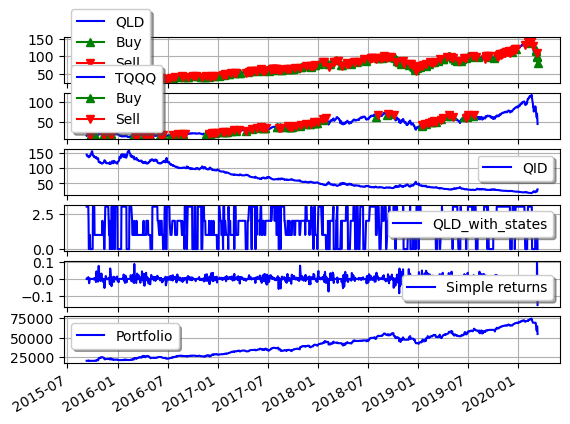 QLD
Buy
Sell
150
100
50
TQQQ
Buy
Sell
100
50
150
100
50
QID
2.5
0.0
QLD_with_states
0.1
0.0
−0.1
Simple returns
75000
50000
25000
Portfolio
2015-07 2016-01 2016-07 2017-01 2017-07 2018-01 2018-07 2019-01 2019-07 2020-01